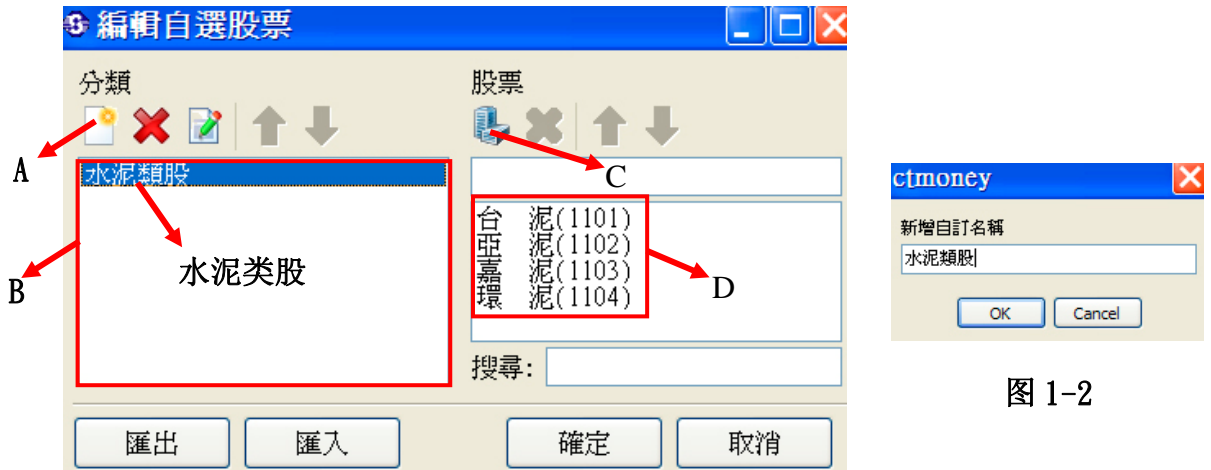 編輯自選股票
分類
股票
A
水泥類股
C
台 泥(1101)
亞 泥(1102)
嘉 泥(1103)
環 泥(1104)
水泥类股
B
D
搜尋:
匯出
匯入
確定
取消
ctmoney
新增自訂名稱
水泥類股
OK
Cancel
图 1-2